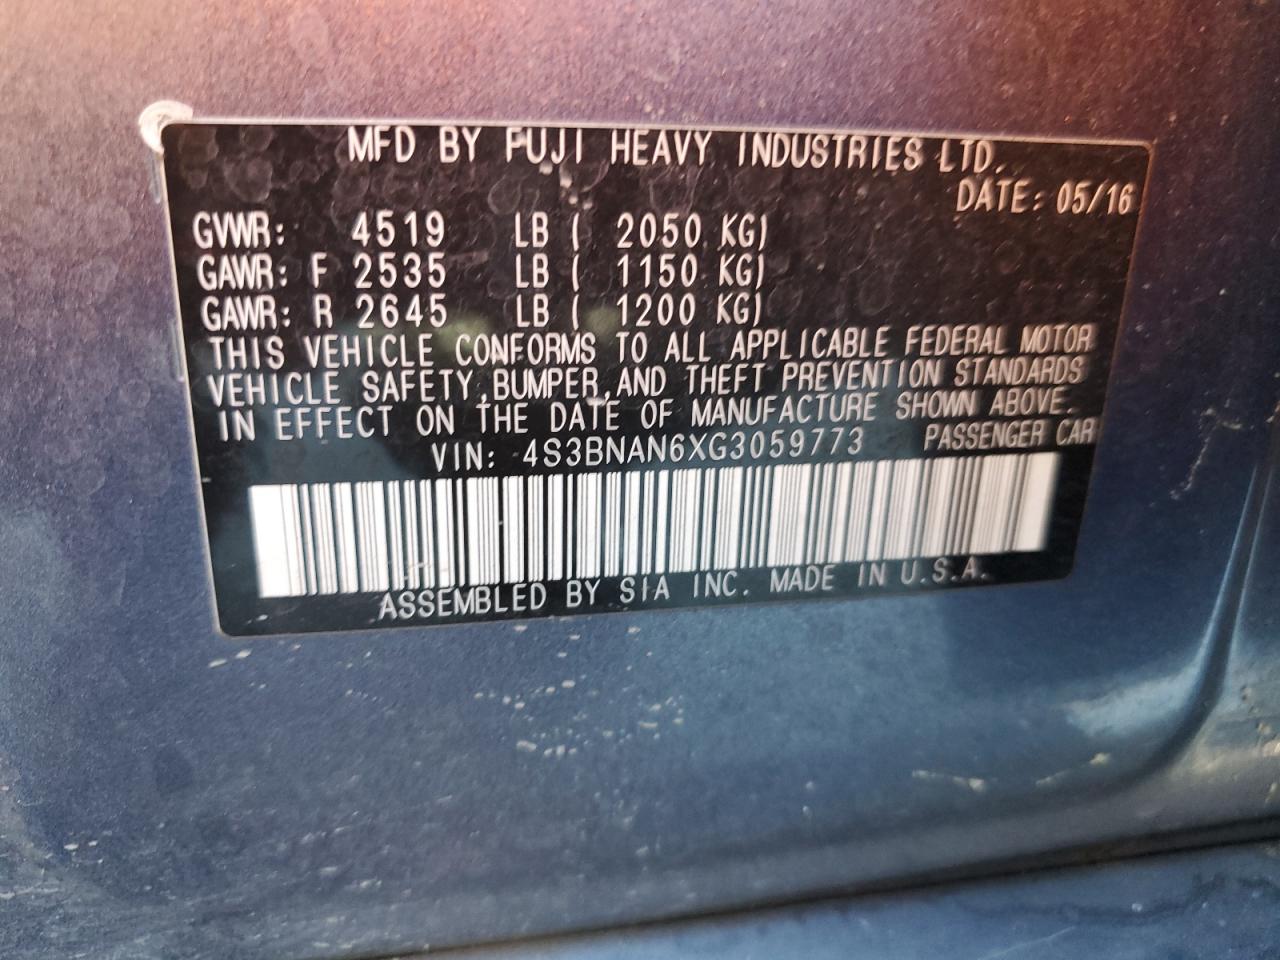 MFD BY FUJI HEAVY INDUSTRIES LTD.
DATE: 05/16
GVWR: 4519 LB ( 2050 KG)
GAWR: F 2535 LB ( 1150 KG)
GAWR: R 2645 LB ( 1200 KG)
THIS VEHICLE CONFORMS TO ALL APPLICABLE FEDERAL MOTOR
VEHICLE SAFETY,BUMPER,AND THEFT PREVENTION STANDARDS
IN EFFECT ON THE DATE OF MANUFACTURE SHOWN ABOVE.
VIN: 4S3BNAN6XG3059773 PASSENGER CAR
ASSEMBLED BY SIA INC. MADE IN U.S.A.